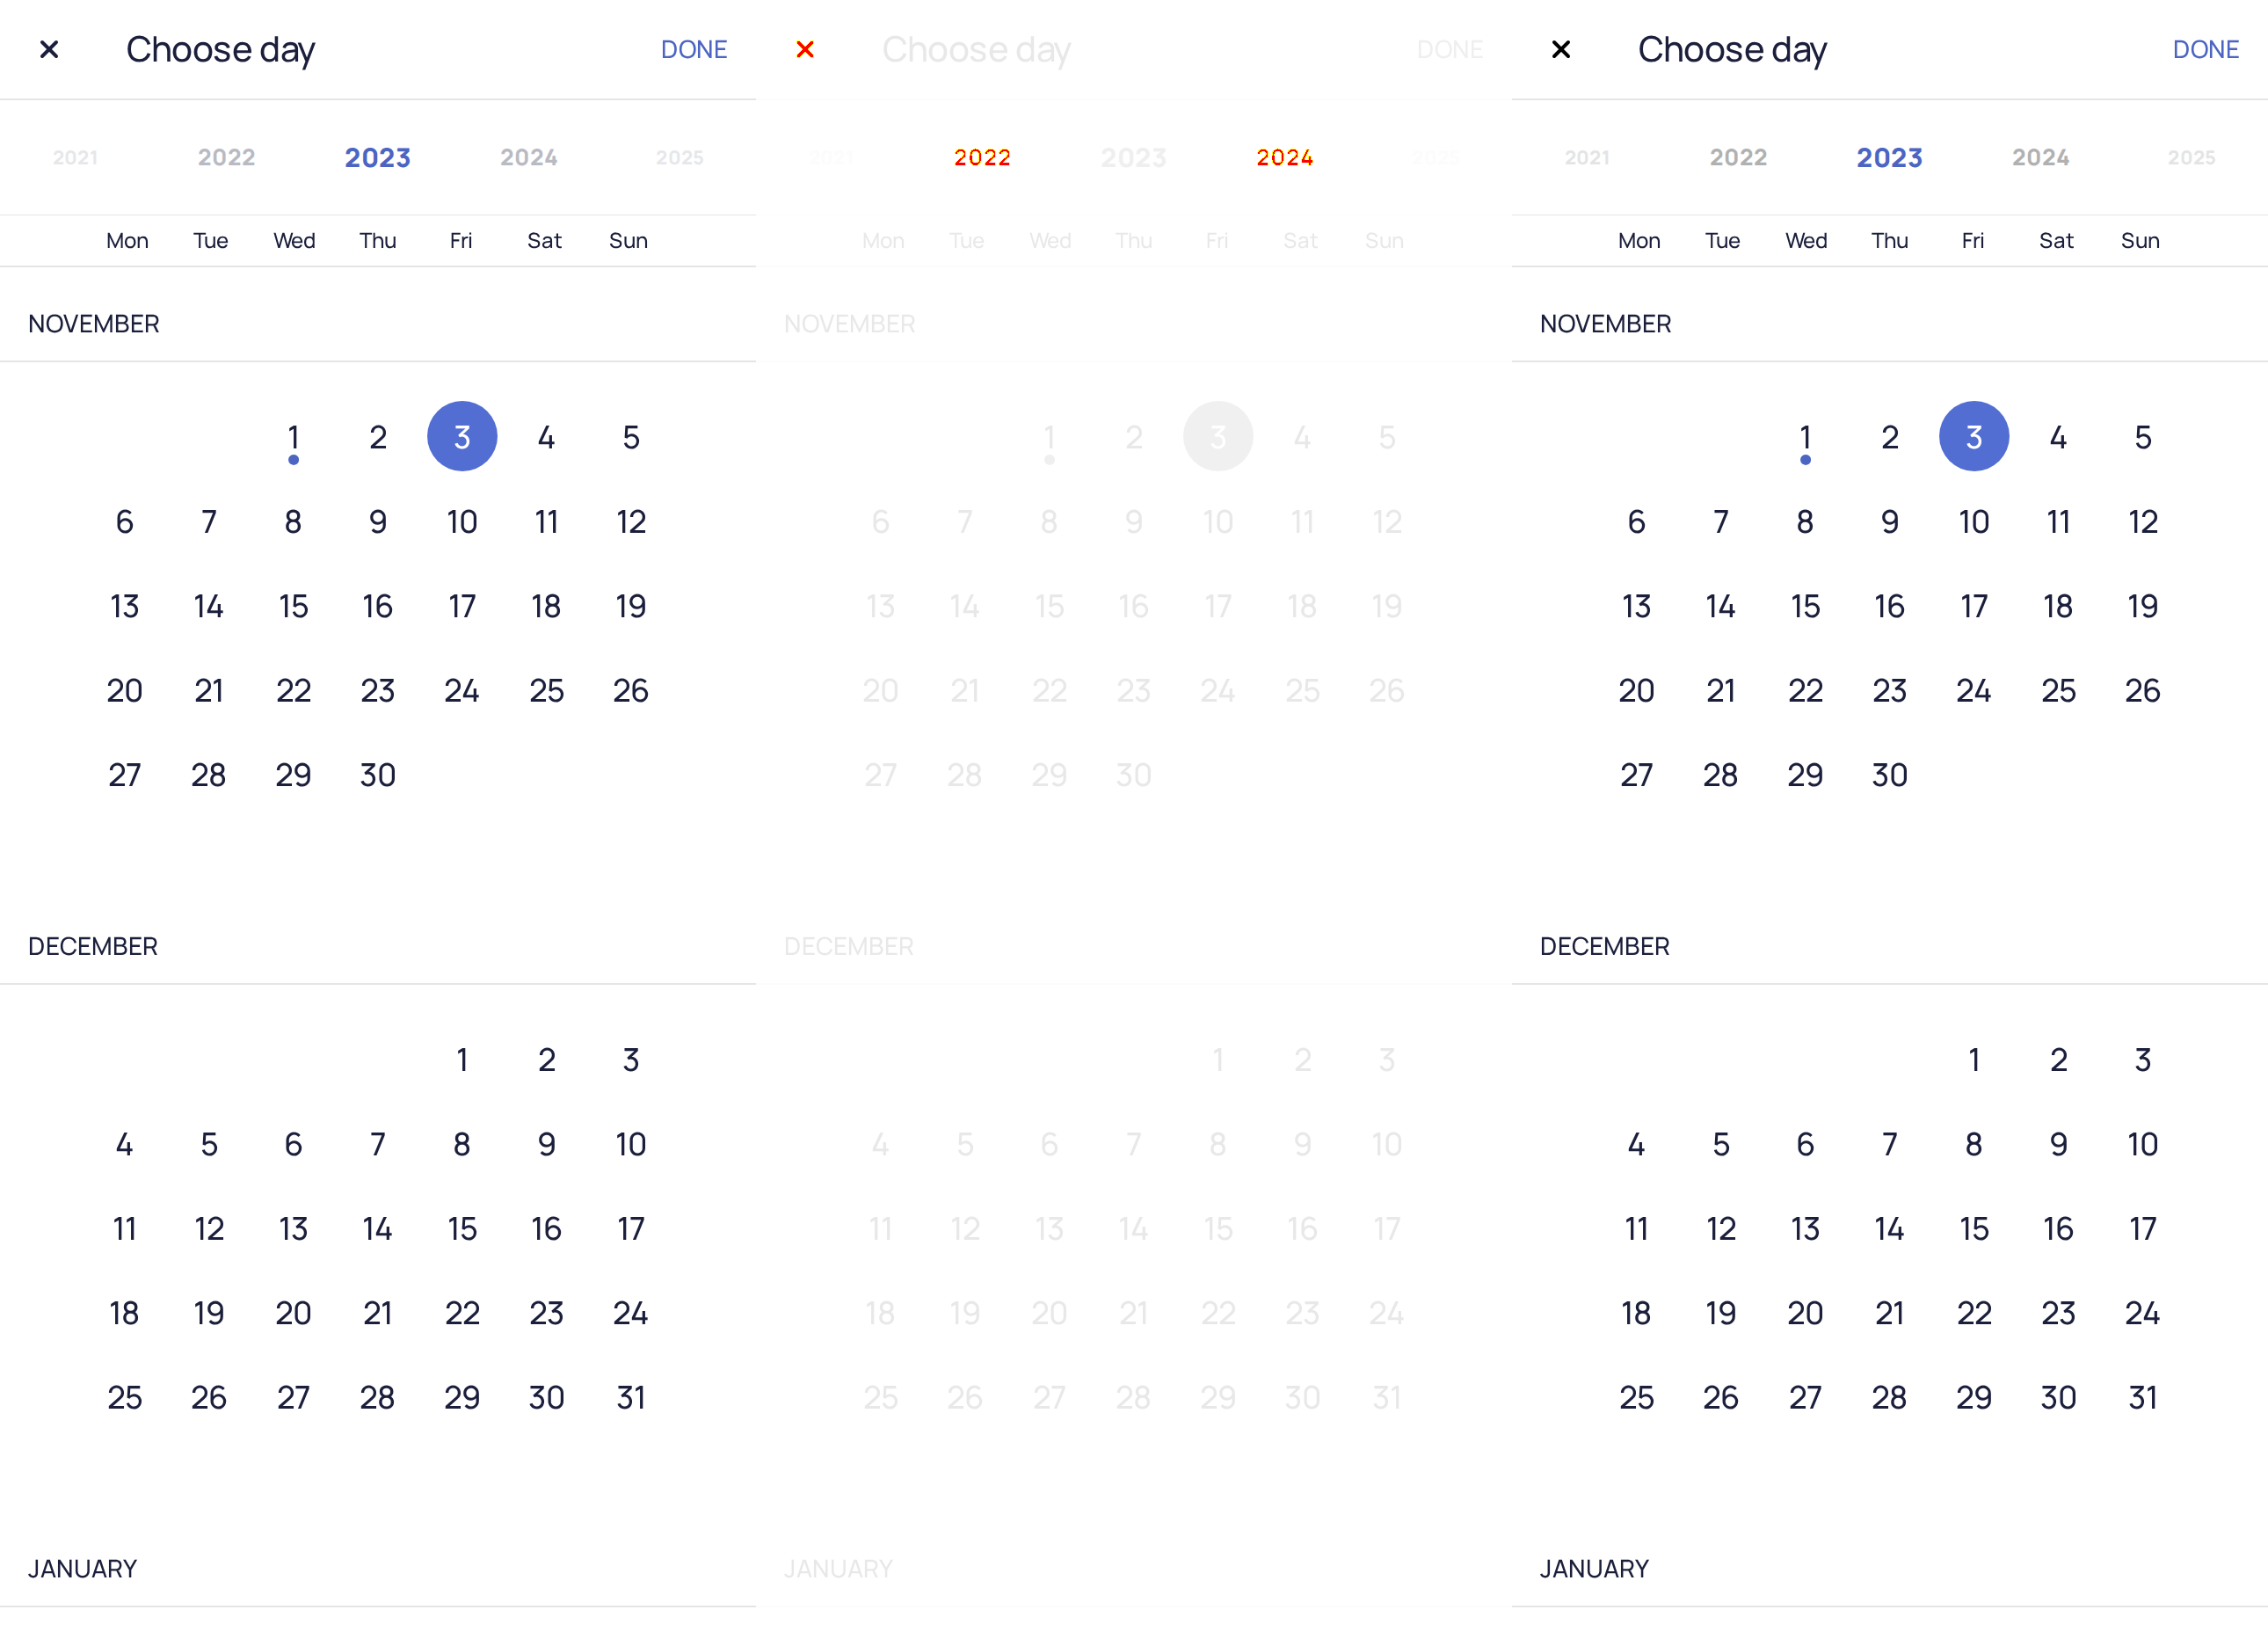 × Choose day DONE
2021 2022 2023 2024 2025
Mon Tue Wed Thu Fri Sat Sun
NOVEMBER
1 2 3 4 5
6 7 8 9 10 11 12
13 14 15 16 17 18 19
20 21 22 23 24 25 26
27 28 29 30
DECEMBER
1 2 3
4 5 6 7 8 9 10
11 12 13 14 15 16 17
18 19 20 21 22 23 24
25 26 27 28 29 30 31
JANUARY
× Choose day DONE
2021 2022 2023 2024 2025
Mon Tue Wed Thu Fri Sat Sun
NOVEMBER
1 2 3 4 5
6 7 8 9 10 11 12
13 14 15 16 17 18 19
20 21 22 23 24 25 26
27 28 29 30
DECEMBER
1 2 3
4 5 6 7 8 9 10
11 12 13 14 15 16 17
18 19 20 21 22 23 24
25 26 27 28 29 30 31
JANUARY
× Choose day DONE
2021 2022 2023 2024 2025
Mon Tue Wed Thu Fri Sat Sun
NOVEMBER
1 2 3 4 5
6 7 8 9 10 11 12
13 14 15 16 17 18 19
20 21 22 23 24 25 26
27 28 29 30
DECEMBER
1 2 3
4 5 6 7 8 9 10
11 12 13 14 15 16 17
18 19 20 21 22 23 24
25 26 27 28 29 30 31
JANUARY